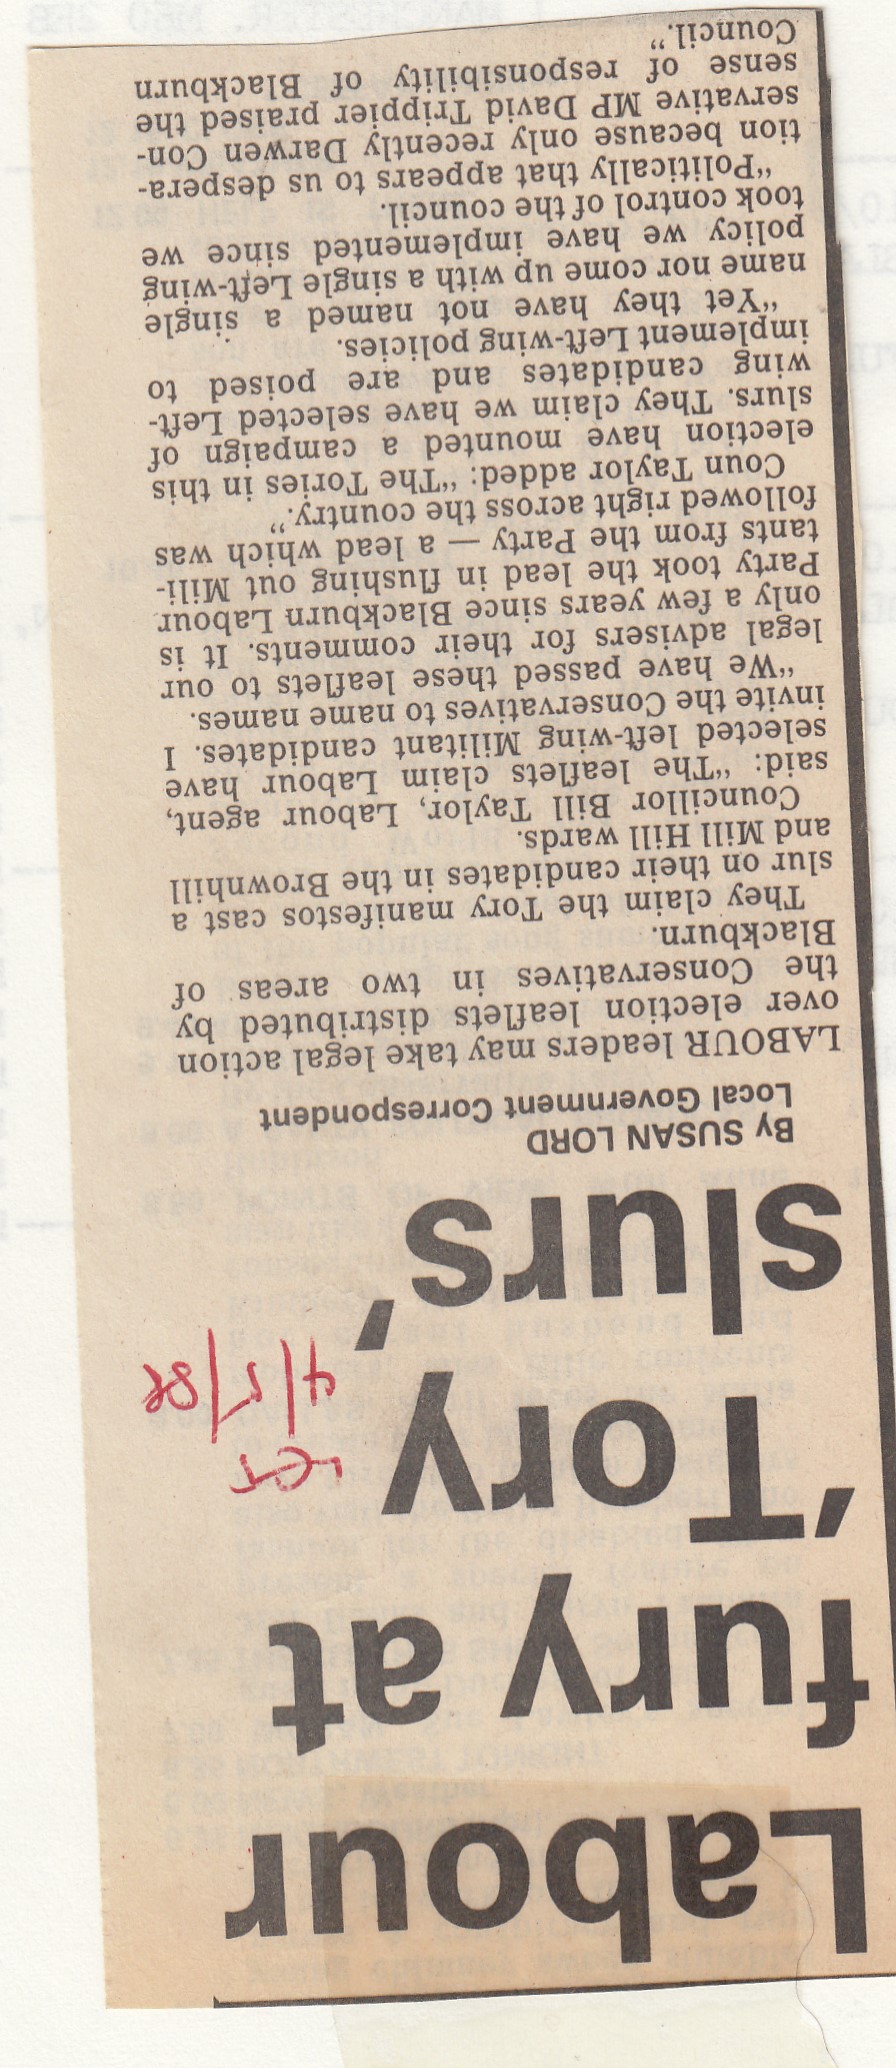 Labour
fury at
‘Tory
slurs’
LET
4/5/88
By SUSAN LORD
Local Government Correspondent
LABOUR leaders may take legal action
over election leaflets distributed by
the Conservatives in two areas of
Blackburn.
They claim the Tory manifestos cast a
slur on their candidates in the Brownhill
and Mill Hill wards.
Councillor Bill Taylor, Labour agent,
said: “The leaflets claim Labour have
selected left-wing Militant candidates. I
invite the Conservatives to name names.
“We have passed these leaflets to our
legal advisers for their comments. It is
only a few years since Blackburn Labour
Party took the lead in flushing out Mili-
tants from the Party — a lead which was
followed right across the country.”
Coun Taylor added: “The Tories in this
election have mounted a campaign of
slurs. They claim we have selected Left-
wing candidates and are poised to
implement Left-wing policies.
“Yet they have not named a single
name nor come up with a single Left-wing
policy we have implemented since we
took control of the council.
“Politically that appears to us despera-
tion because only recently Darwen Con-
servative MP David Trippier praised the
sense of responsibility of Blackburn
Council.”